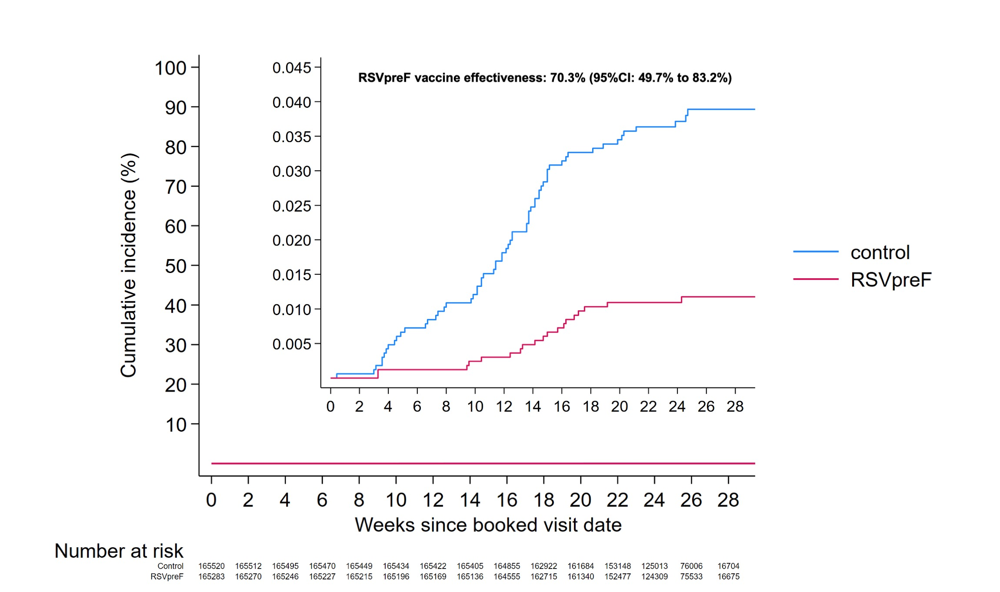 RSVpreF vaccine effectiveness: 70.3% (95%CI: 49.7% to 83.2%)
Cumulative incidence (%)
100
90
80
70
60
50
40
30
20
10
0.045
0.040
0.035
0.030
0.025
0.020
0.015
0.010
0.005
0 2 4 6 8 10 12 14 16 18 20 22 24 26 28
control
RSVpreF
0 2 4 6 8 10 12 14 16 18 20 22 24 26 28
Weeks since booked visit date
Number at risk
Control 165520 165512 165495 165470 165449 165434 165422 165405 164855 162922 161684 153148 125013 76006 16704
RSVpreF 165283 165270 165246 165227 165215 165196 165169 165136 164555 162715 161340 152477 124309 75533 16675